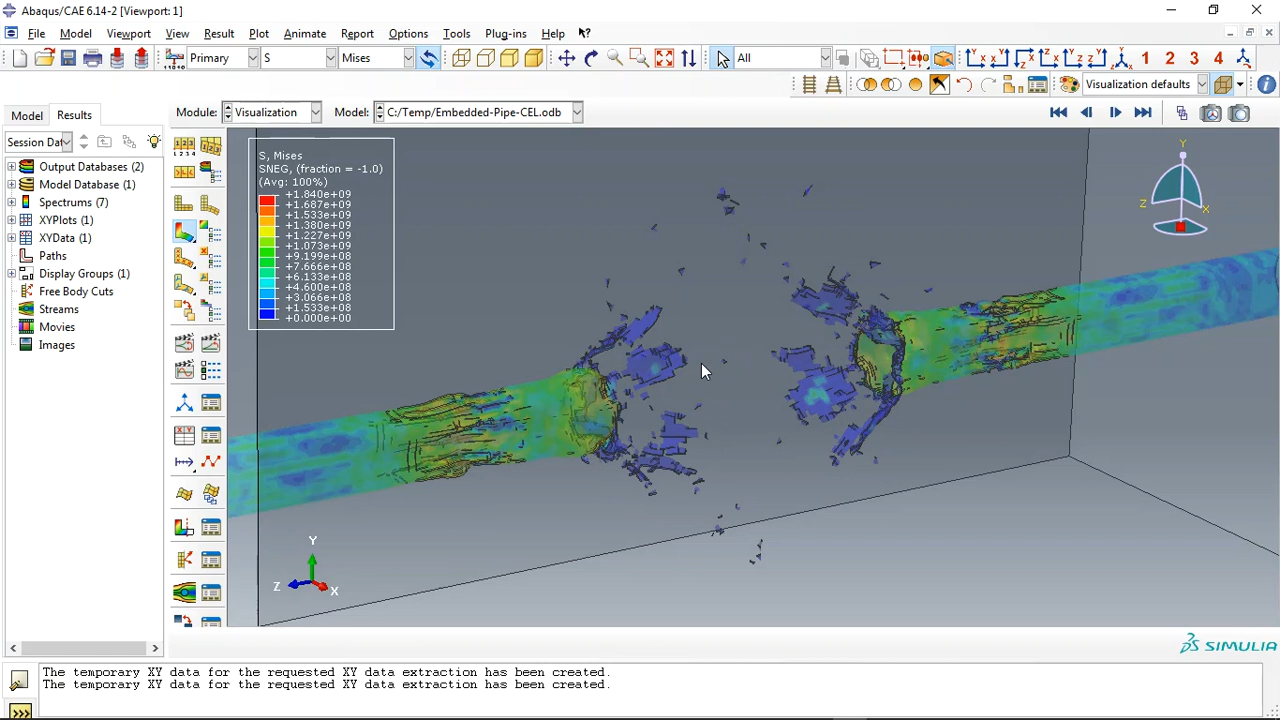 Abaqus/CAE 6.14-2 [Viewport: 1]
File Model Viewport View Result Plot Animate Report Options Tools Plug-ins Help
Primary S Mises All 1 2 3 4
Visualization defaults
Model Results Module: Visualization Model: C:/Temp/Embedded-Pipe-CEL.odb
Session Dat
Output Databases (2)
Model Database (1)
Spectrums (7)
XYPlots (1)
XYData (1)
Paths
Display Groups (1)
Free Body Cuts
Streams
Movies
Images
S, Mises
SNEG, (fraction = -1.0)
(Avg: 100%)
+1.840e+09
+1.687e+09
+1.533e+09
+1.380e+09
+1.227e+09
+1.073e+09
+9.199e+08
+7.666e+08
+6.133e+08
+4.600e+08
+3.066e+08
+1.533e+08
+0.000e+00
Y
Z X
Y
Z X
SIMULIA
The temporary XY data for the requested XY data extraction has been created.
The temporary XY data for the requested XY data extraction has been created.